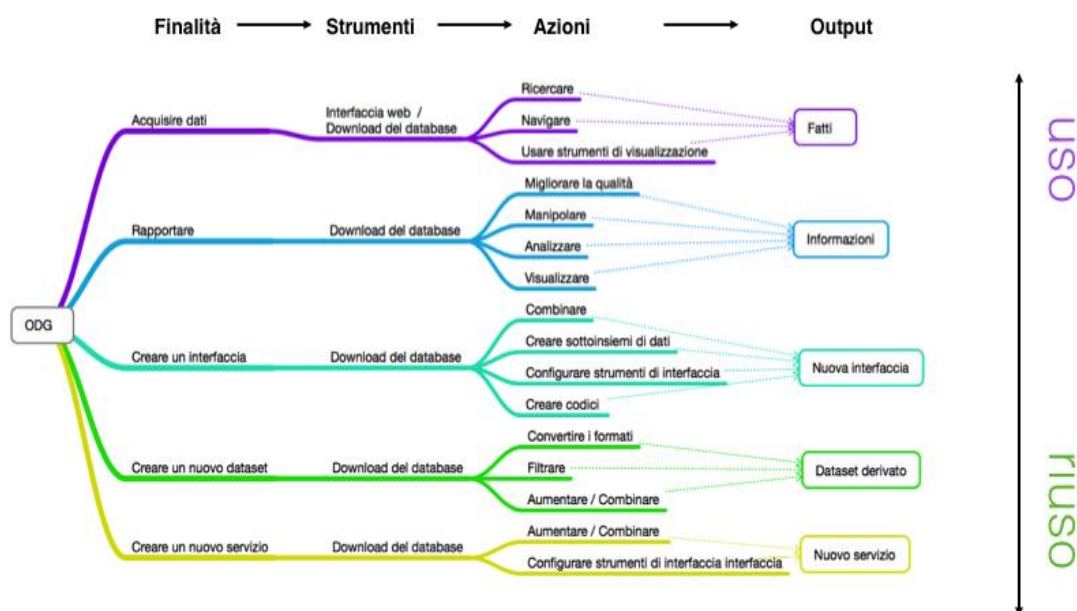 Finalità
Strumenti
Azioni
Output
ODG
Acquisire dati
Interfaccia web /
Download del database
Ricercare
Navigare
Usare strumenti di visualizzazione
Fatti
Rapportare
Download del database
Migliorare la qualità
Manipolare
Analizzare
Visualizzare
Informazioni
Creare un interfaccia
Download del database
Combinare
Creare sottoinsiemi di dati
Configurare strumenti di interfaccia
Creare codici
Nuova interfaccia
Creare un nuovo dataset
Download del database
Convertire i formati
Filtrare
Aumentare / Combinare
Dataset derivato
Creare un nuovo servizio
Download del database
Aumentare / Combinare
Configurare strumenti di interfaccia interfaccia
Nuovo servizio
uso
riuso